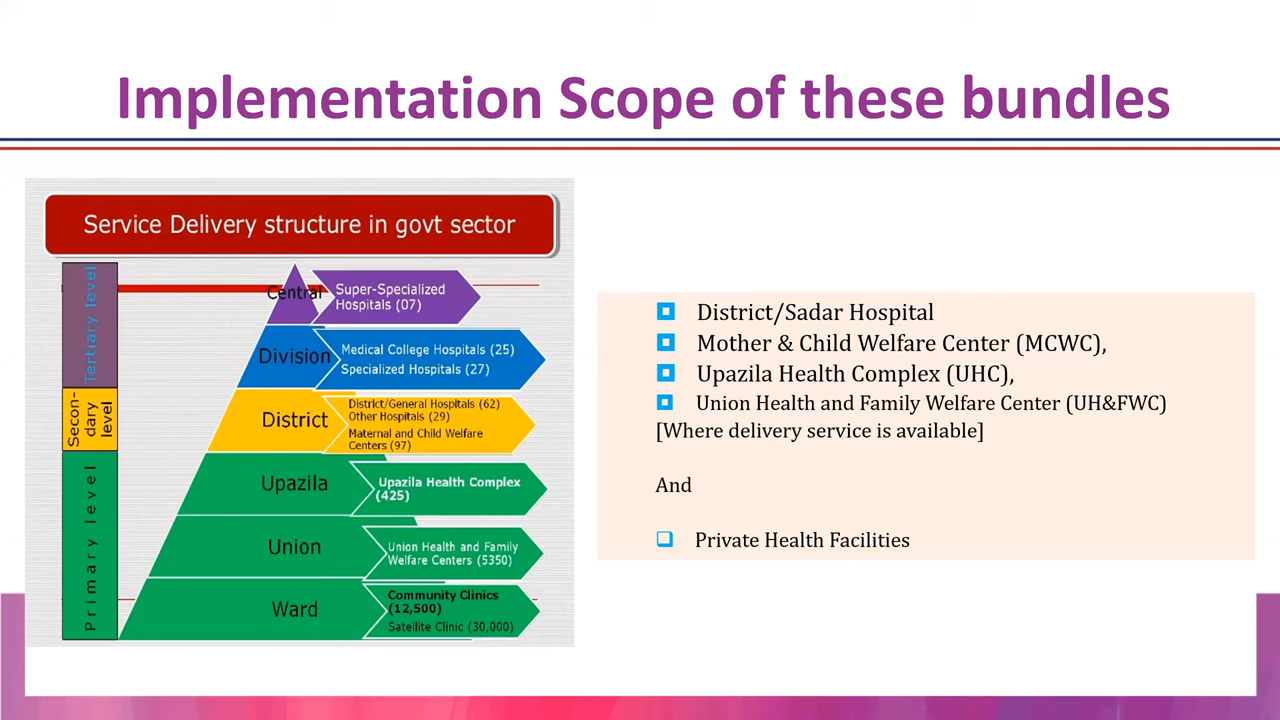 Implementation Scope of these bundles
Service Delivery structure in govt sector
Tertiary level
Central
Super-Specialized
Hospitals (07)
Division
Medical College Hospitals (25)
Specialized Hospitals (27)
Secon-
dary
level
District
District/General Hospitals (62)
Other Hospitals (29)
Maternal and Child Welfare
Centers (97)
Primary level
Upazila
Upazila Health Complex
(425)
Union
Union Health and Family
Welfare Centers (5350)
Ward
Community Clinics
(12,500)
Satellite Clinic (30,000)
District/Sadar Hospital
Mother & Child Welfare Center (MCWC),
Upazila Health Complex (UHC),
Union Health and Family Welfare Center (UH&FWC)
[Where delivery service is available]
And
Private Health Facilities